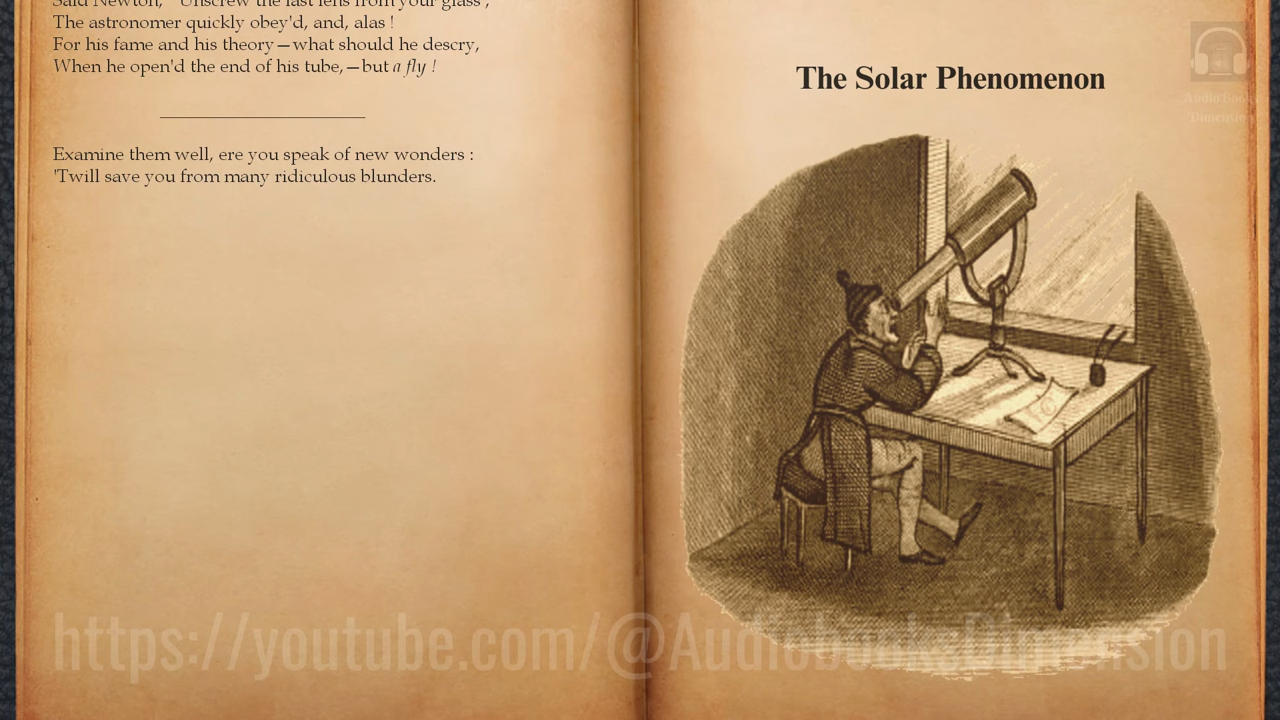 Said Newton, "Unscrew the last lens from your glass ;
The astronomer quickly obey'd, and, alas !
For his fame and his theory—what should he descry,
When he open'd the end of his tube,—but a fly !
Examine them well, ere you speak of new wonders :
'Twill save you from many ridiculous blunders.
The Solar Phenomenon
AudioBooks
Dimension
https://youtube.com/@AudiobooksDimension